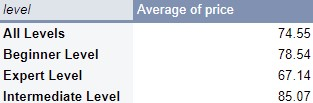 level Average of price
All Levels 74.55
Beginner Level 78.54
Expert Level 67.14
Intermediate Level 85.07